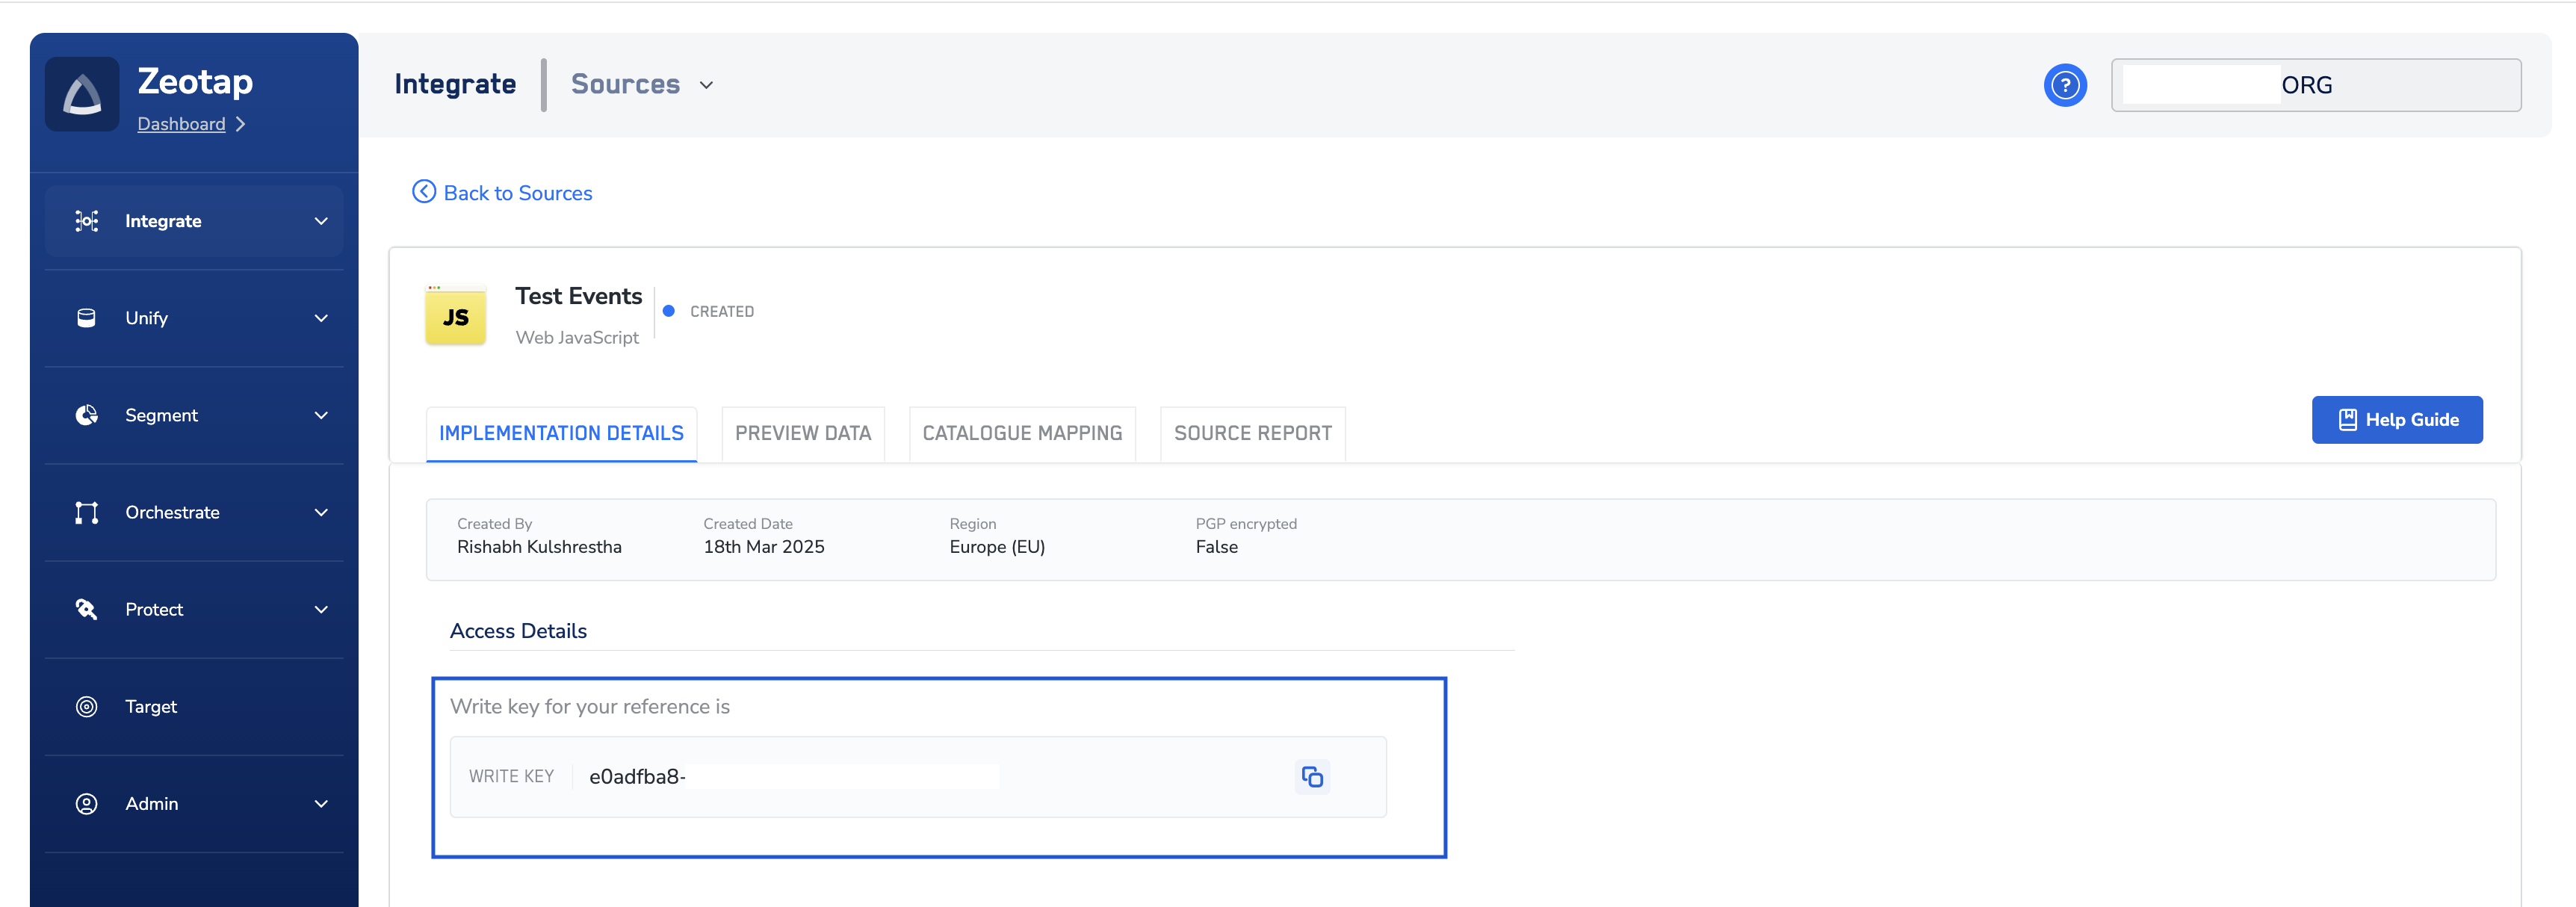 Zeotap
Dashboard
Integrate
Unify
Segment
Orchestrate
Protect
Target
Admin
Integrate
Sources
?
ORG
Back to Sources
JS
Test Events
Web JavaScript
CREATED
IMPLEMENTATION DETAILS
PREVIEW DATA
CATALOGUE MAPPING
SOURCE REPORT
Help Guide
Created By
Rishabh Kulshrestha
Created Date
18th Mar 2025
Region
Europe (EU)
PGP encrypted
False
Access Details
Write key for your reference is
WRITE KEY
e0adfba8-